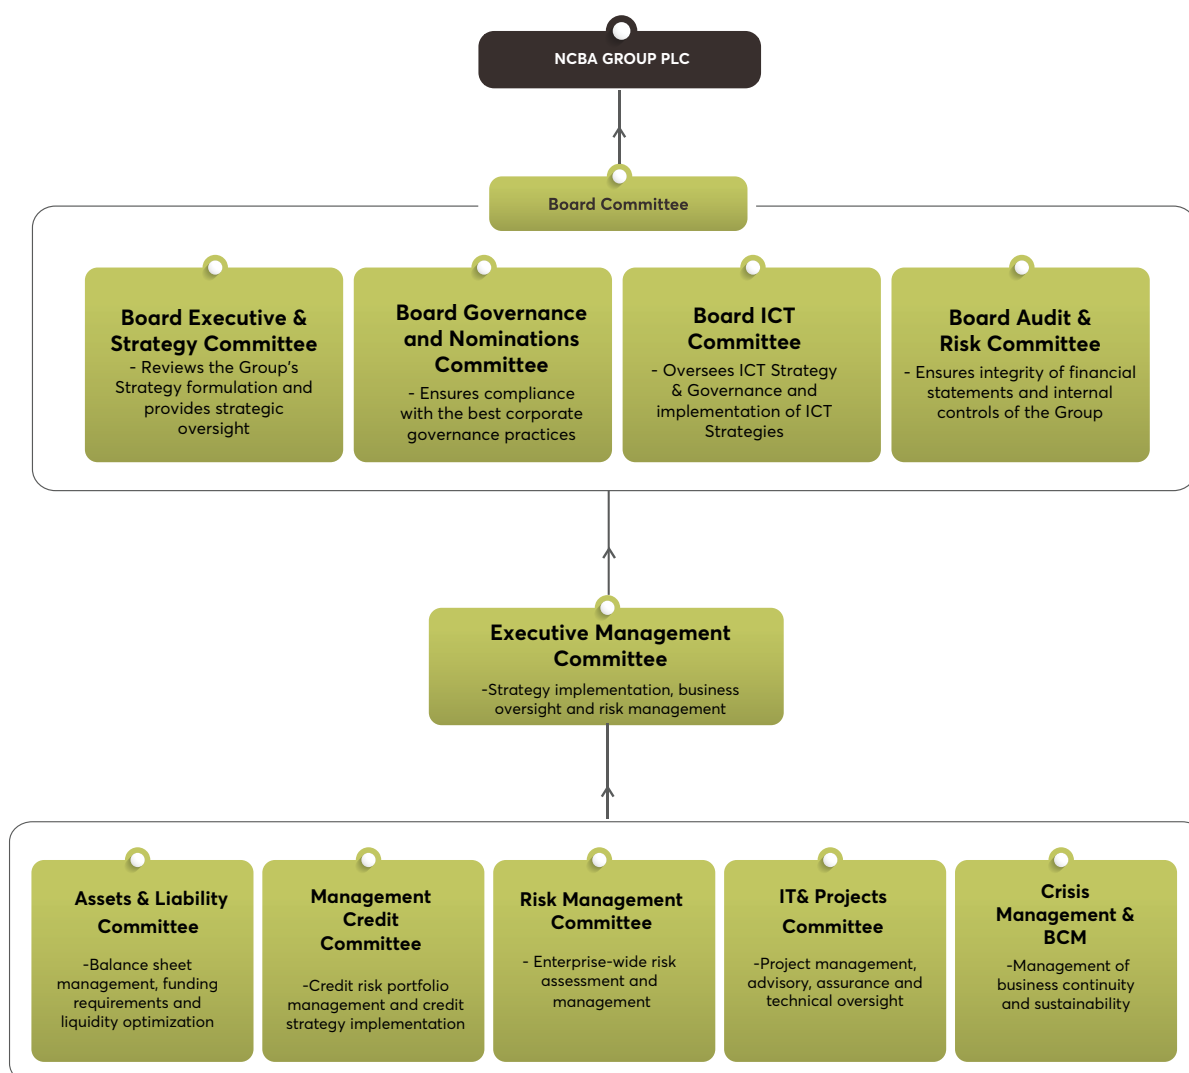 NCBA GROUP PLC
Board Committee
Board Executive &
Strategy Committee
- Reviews the Group's
Strategy formulation and
provides strategic
oversight
Board Governance
and Nominations
Committee
- Ensures compliance
with the best corporate
governance practices
Board ICT
Committee
- Oversees ICT Strategy
& Governance and
implementation of ICT
Strategies
Board Audit &
Risk Committee
- Ensures integrity of financial
statements and internal
controls of the Group
Executive Management
Committee
-Strategy implementation, business
oversight and risk management
Assets & Liability
Committee
-Balance sheet
management, funding
requirements and
liquidity optimization
Management
Credit
Committee
-Credit risk portfolio
management and credit
strategy implementation
Risk Management
Committee
- Enterprise-wide risk
assessment and
management
IT& Projects
Committee
-Project management,
advisory, assurance and
technical oversight
Crisis
Management &
BCM
-Management of
business continuity
and sustainability